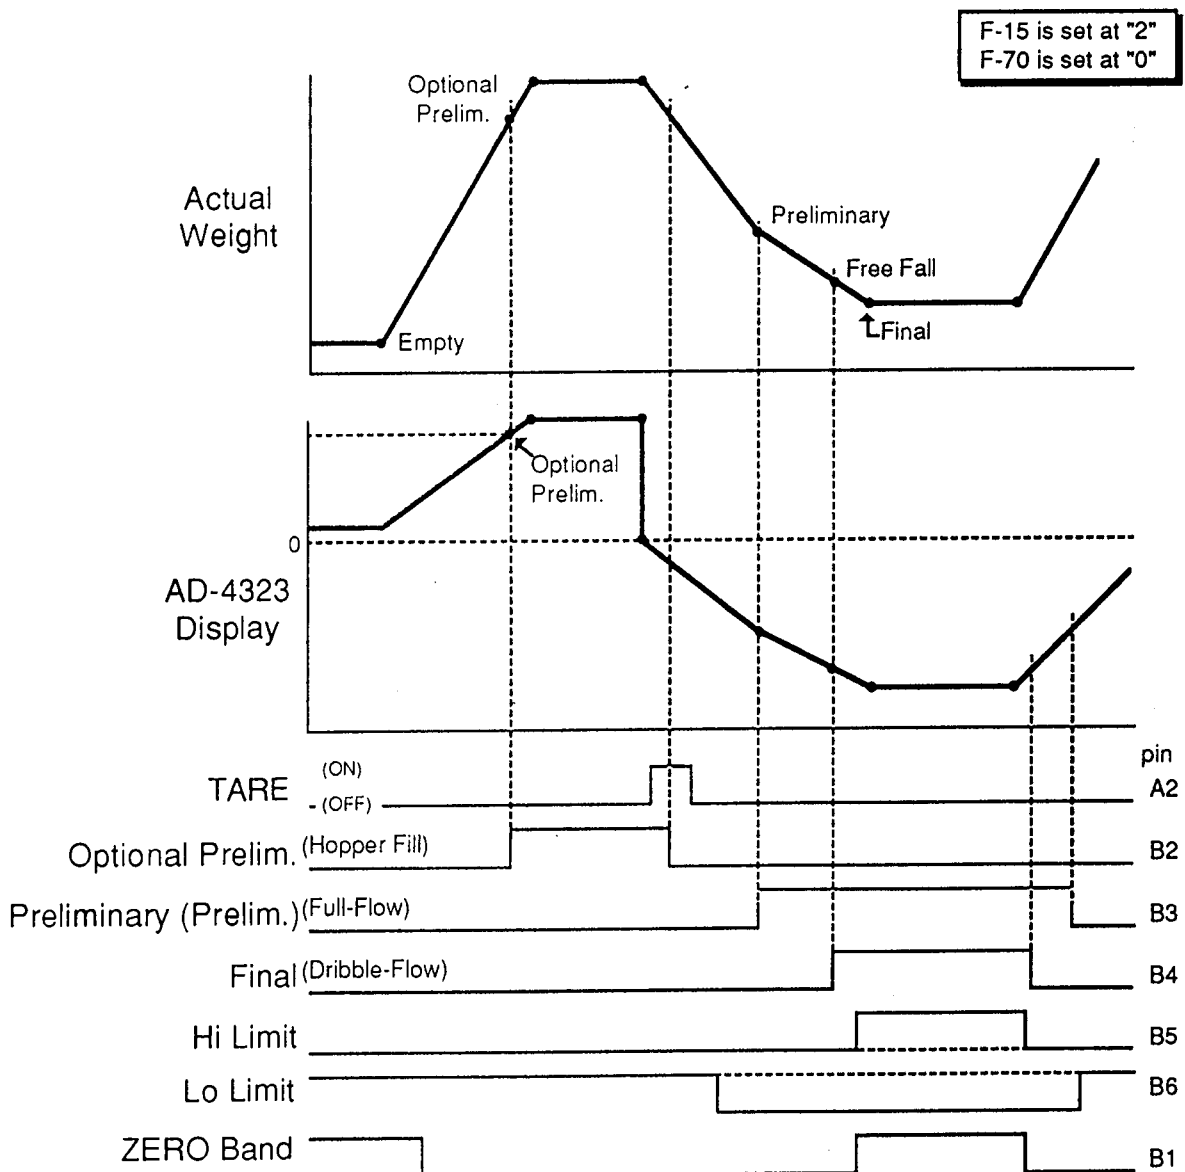 F-15 is set at "2"
F-70 is set at "0"
Optional
Prelim.
Actual
Weight
Preliminary
Free Fall
Final
Empty
Optional
Prelim.
0
AD-4323
Display
pin
TARE
(ON)
(OFF)
A2
Optional Prelim. (Hopper Fill)
B2
Preliminary (Prelim.) (Full-Flow)
B3
Final (Dribble-Flow)
B4
Hi Limit
B5
Lo Limit
B6
ZERO Band
B1